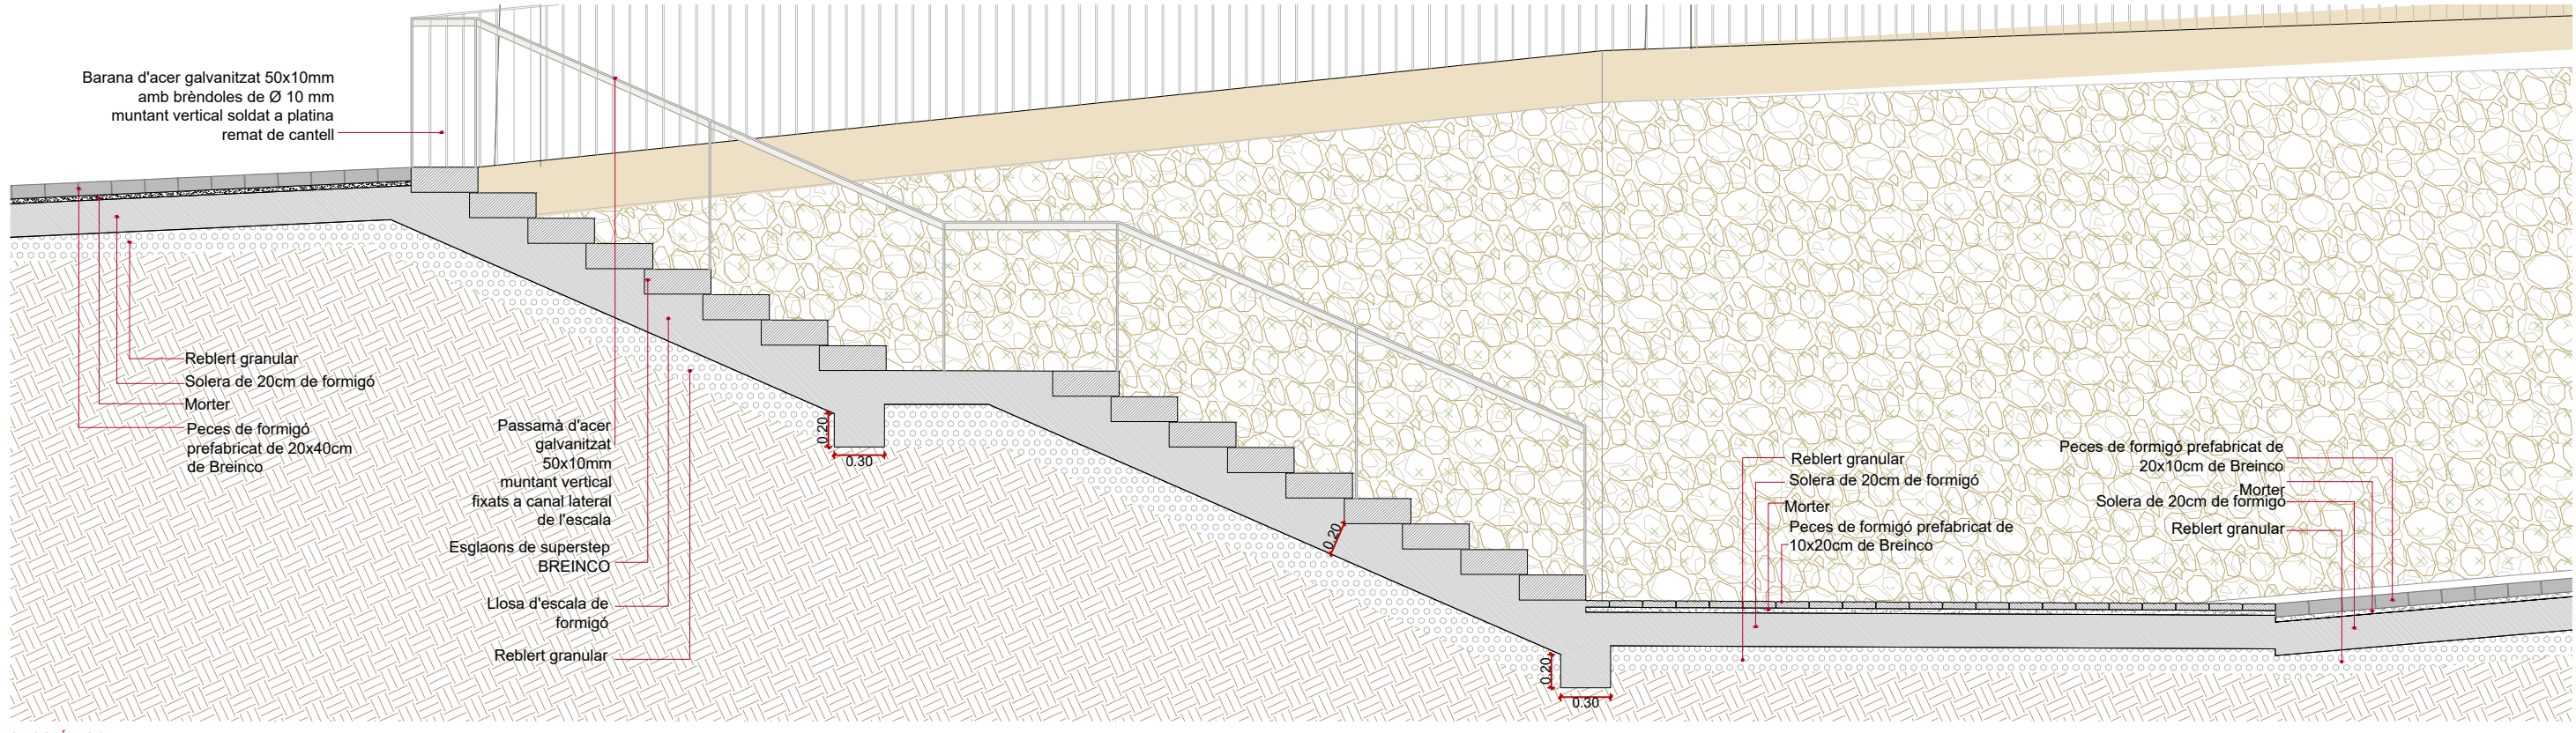 Barana d'acer galvanitzat 50x10mm
amb brèndoles de Ø 10 mm
muntant vertical soldat a platina
remat de cantell
Reblert granular
Solera de 20cm de formigó
Morter
Peces de formigó
prefabricat de 20x40cm
de Breinco
Passamà d'acer
galvanitzat
50x10mm
muntant vertical
fixats a canal lateral
de l'escala
Esglaons de superstep
BREINCO
Llosa d'escala de
formigó
Reblert granular
0.20
0.30
0.20
0.20
0.30
Reblert granular
Solera de 20cm de formigó
Morter
Peces de formigó prefabricat de
10x20cm de Breinco
Peces de formigó prefabricat de
20x10cm de Breinco
Morter
Solera de 20cm de formigó
Reblert granular